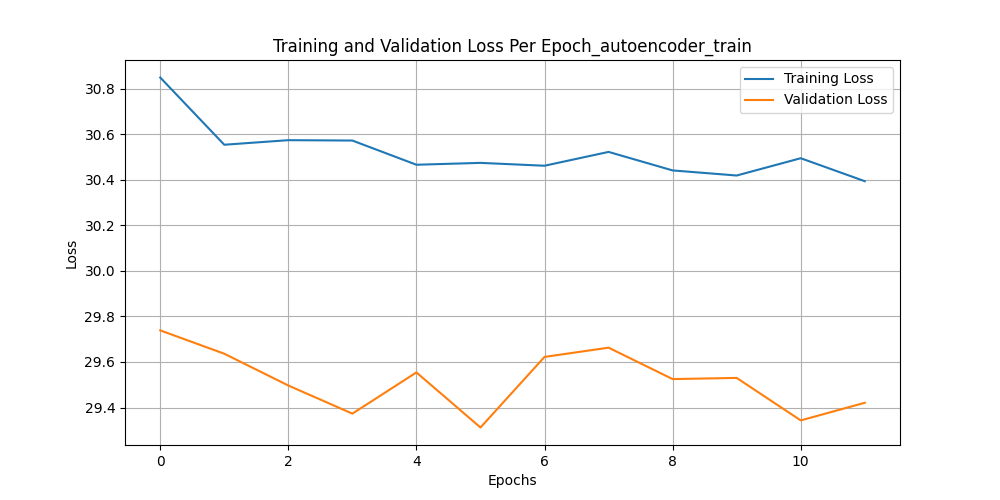 Training and Validation Loss Per Epoch_autoencoder_train
Training Loss
Validation Loss
30.8
30.6
30.4
30.2
30.0
29.8
29.6
29.4
Loss
0 2 4 6 8 10
Epochs